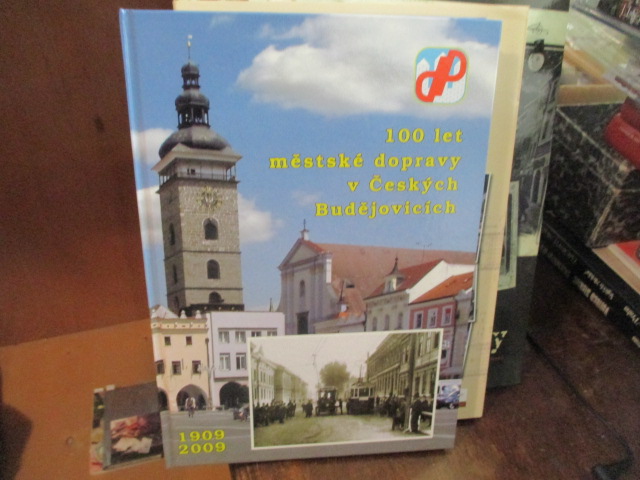 100 let
městské dopravy
v Českých
Budějovicích
1909
2009